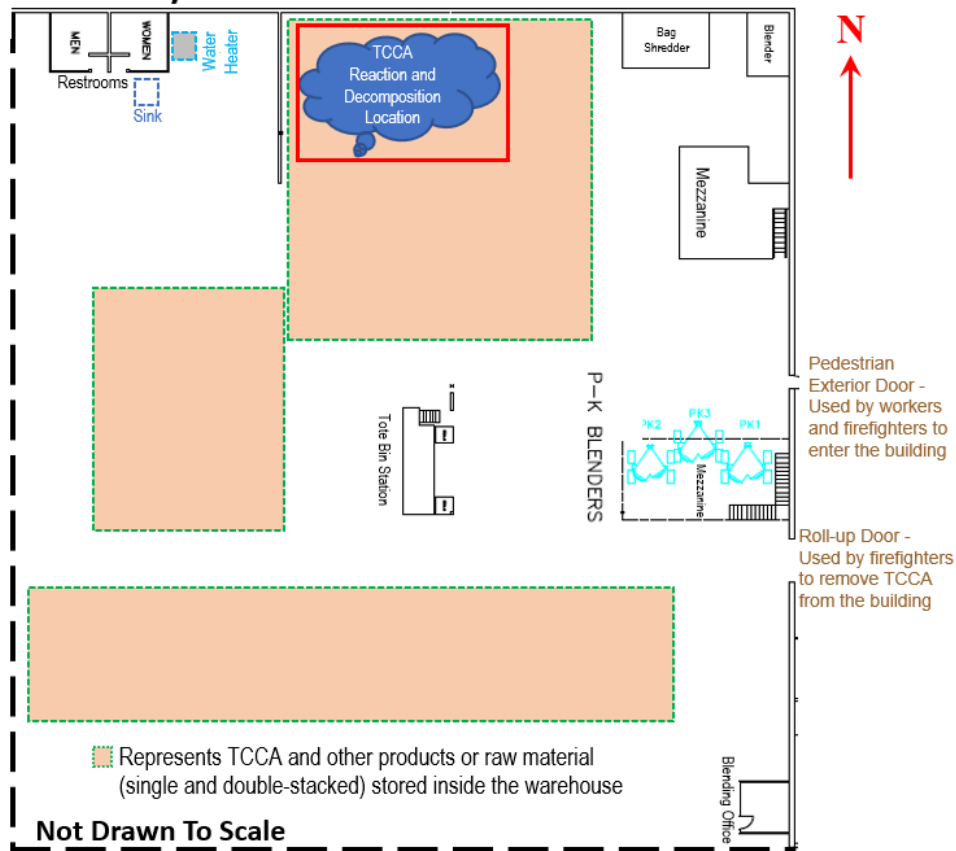 MEN
WOMEN
Restrooms
Water
Heater
Sink
TCCA
Reaction and
Decomposition
Location
Bag
Shredder
Blender
N
Mezzanine
Pedestrian
Exterior Door -
Used by workers
and firefighters to
enter the building
P-K BLENDERS
PK2
PK3
PK1
Mezzanine
Tote Bin Station
Roll-up Door -
Used by firefighters
to remove TCCA
from the building
Represents TCCA and other products or raw material
(single and double-stacked) stored inside the warehouse
Blending Office
Not Drawn To Scale